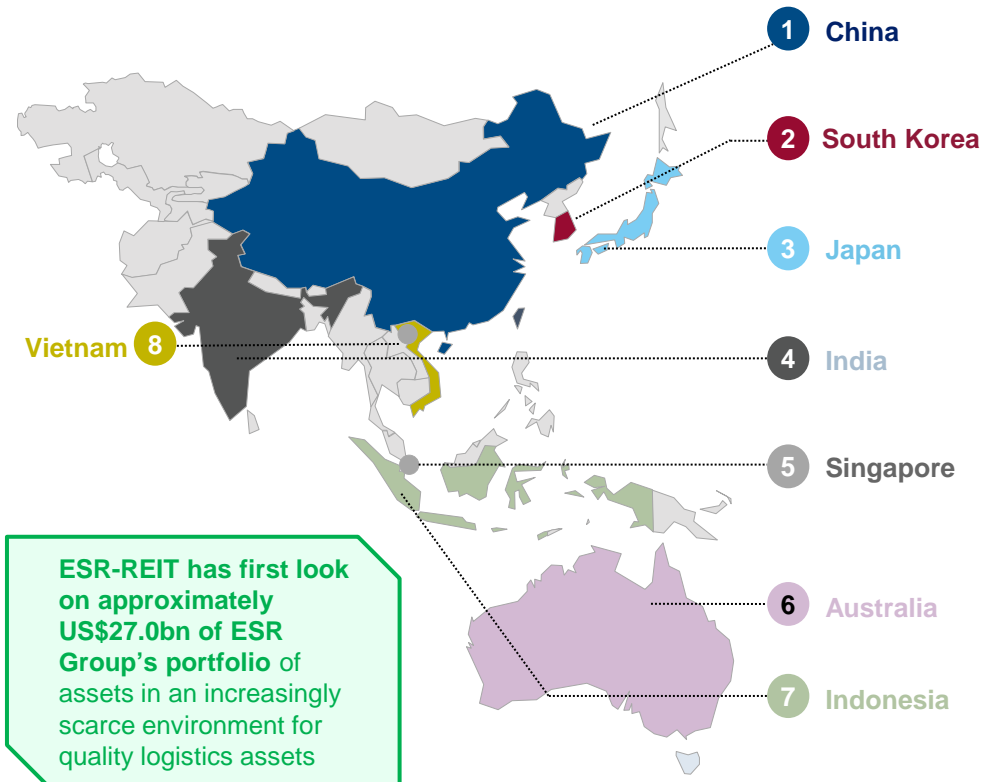 1 China
2 South Korea
3 Japan
Vietnam 8
4 India
5 Singapore
ESR-REIT has first look
on approximately
US$27.0bn of ESR
Group’s portfolio of
assets in an increasingly
scarce environment for
quality logistics assets
6 Australia
7 Indonesia